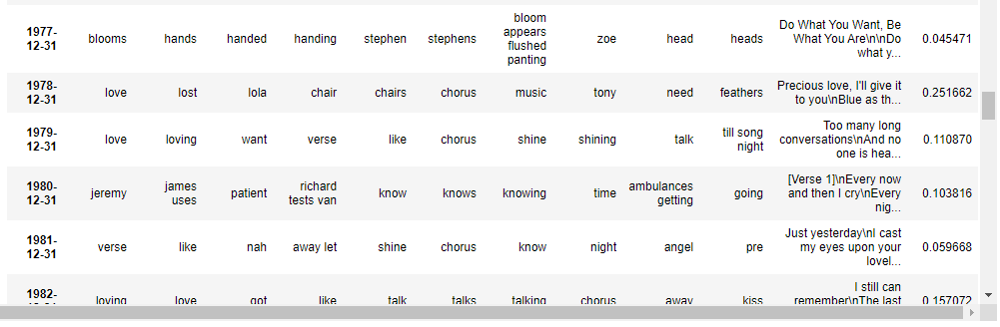 1977-12-31 blooms hands handed handing stephen stephens bloom appears flushed panting zoe head heads Do What You Want, Be What You Are\n\nDo what y... 0.045471
1978-12-31 love lost lola chair chairs chorus music tony need feathers Precious love, I'll give it to you\nBlue as th... 0.251662
1979-12-31 love loving want verse like chorus shine shining talk till song night Too many long conversations\nAnd no one is hea... 0.110870
1980-12-31 jeremy james uses patient richard tests van know knows knowing time ambulances getting going [Verse 1]\nEvery now and then I cry\nEvery nig... 0.103816
1981-12-31 verse like nah away let shine chorus know night angel pre Just yesterday\nI cast my eyes upon your lovel... 0.059668
1982- loving love got like talk talks talking chorus away kiss I still can remember\nThe last 0.157072